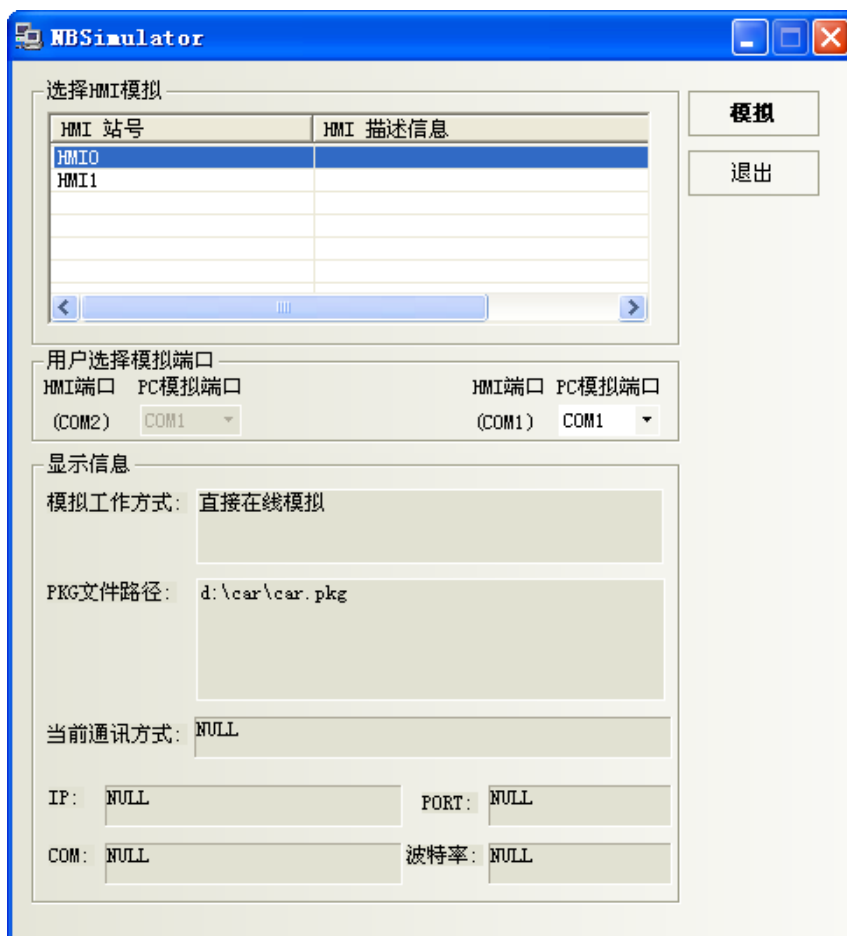 NBSimulator
选择HMI模拟
HMI 站号 HMI 描述信息
HMI0
HMI1
模拟
退出
用户选择模拟端口
HMI端口 PC模拟端口 HMI端口 PC模拟端口
(COM2) COM1 (COM1) COM1
显示信息
模拟工作方式: 直接在线模拟
PKG文件路径: d:\car\car.pkg
当前通讯方式: NULL
IP: NULL PORT: NULL
COM: NULL 波特率: NULL